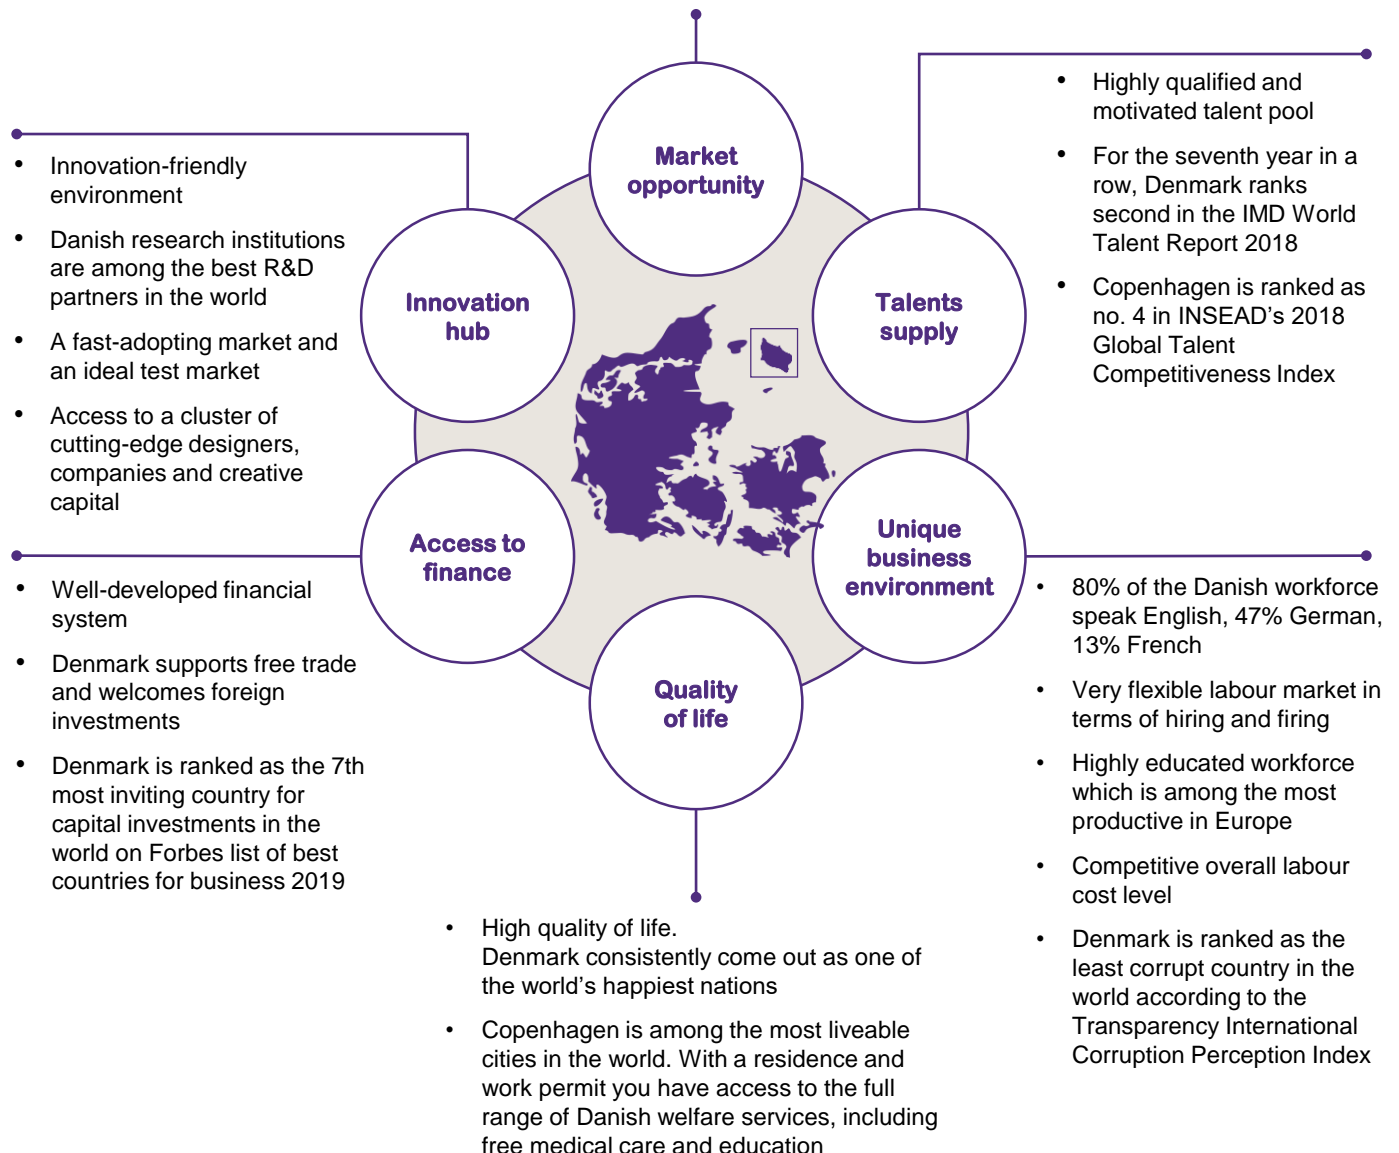 Market
opportunity
• Highly qualified and
motivated talent pool
• For the seventh year in a
row, Denmark ranks
second in the IMD World
Talent Report 2018
• Copenhagen is ranked as
no. 4 in INSEAD's 2018
Global Talent
Competitiveness Index
• Innovation-friendly
environment
• Danish research institutions
are among the best R&D
partners in the world
• A fast-adopting market and
an ideal test market
• Access to a cluster of
cutting-edge designers,
companies and creative
capital
Innovation
hub
Talents
supply
Access to
finance
Unique
business
environment
Quality
of life
• Well-developed financial
system
• Denmark supports free trade
and welcomes foreign
investments
• Denmark is ranked as the 7th
most inviting country for
capital investments in the
world on Forbes list of best
countries for business 2019
• 80% of the Danish workforce
speak English, 47% German,
13% French
• Very flexible labour market in
terms of hiring and firing
• Highly educated workforce
which is among the most
productive in Europe
• Competitive overall labour
cost level
• Denmark is ranked as the
least corrupt country in the
world according to the
Transparency International
Corruption Perception Index
• High quality of life.
Denmark consistently come out as one of
the world's happiest nations
• Copenhagen is among the most liveable
cities in the world. With a residence and
work permit you have access to the full
range of Danish welfare services, including
free medical care and education